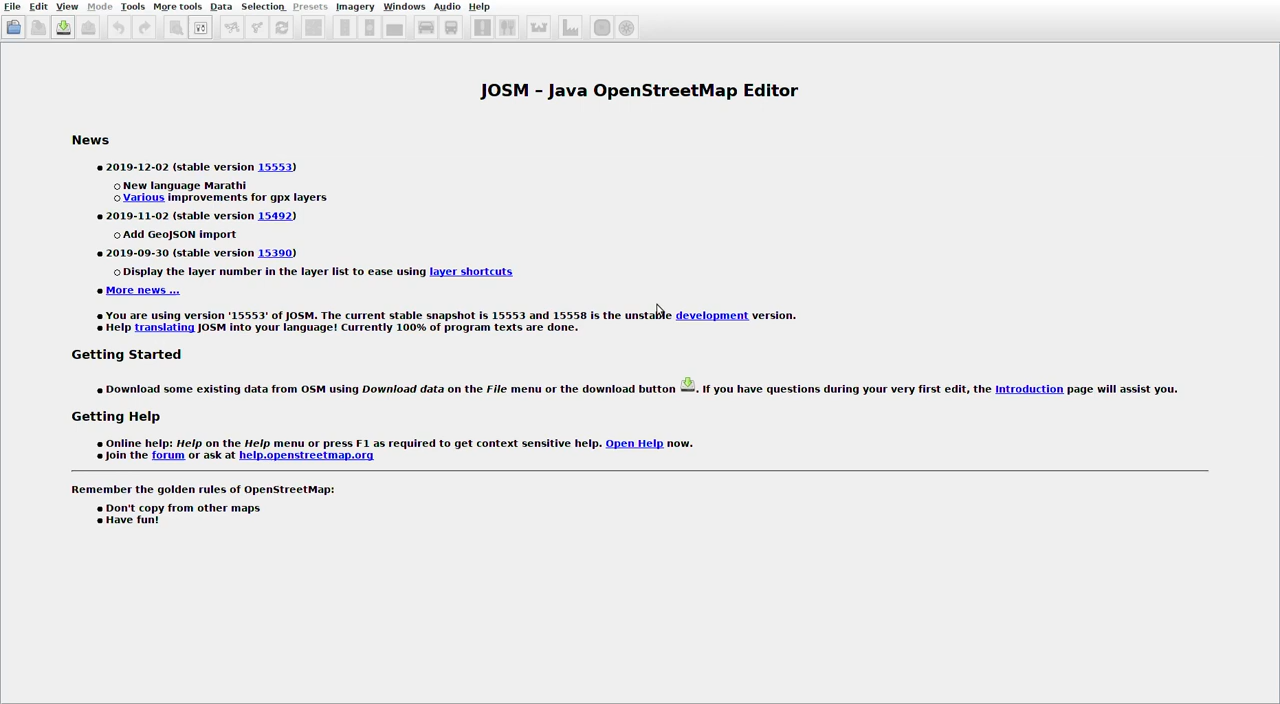 File Edit View Mode Tools More tools Data Selection Presets Imagery Windows Audio Help
JOSM – Java OpenStreetMap Editor
News
2019-12-02 (stable version 15553)
New language Marathi
Various improvements for gpx layers
2019-11-02 (stable version 15492)
Add GeoJSON import
2019-09-30 (stable version 15390)
Display the layer number in the layer list to ease using layer shortcuts
More news ...
You are using version '15553' of JOSM. The current stable snapshot is 15553 and 15558 is the unstable development version.
Help translating JOSM into your language! Currently 100% of program texts are done.
Getting Started
Download some existing data from OSM using Download data on the File menu or the download button . If you have questions during your very first edit, the Introduction page will assist you.
Getting Help
Online help: Help on the Help menu or press F1 as required to get context sensitive help. Open Help now.
Join the forum or ask at help.openstreetmap.org
Remember the golden rules of OpenStreetMap:
Don't copy from other maps
Have fun!